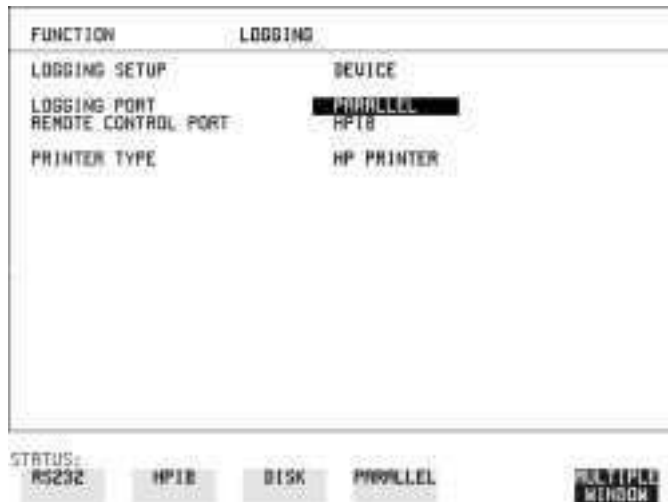 FUNCTION LOGGING
LOGGING SETUP DEVICE
LOGGING PORT PARALLEL
REMOTE CONTROL PORT HPIB
PRINTER TYPE HP PRINTER
STATUS:
RS232 HPIB DISK PARALLEL MULTIPLE
WINDOW